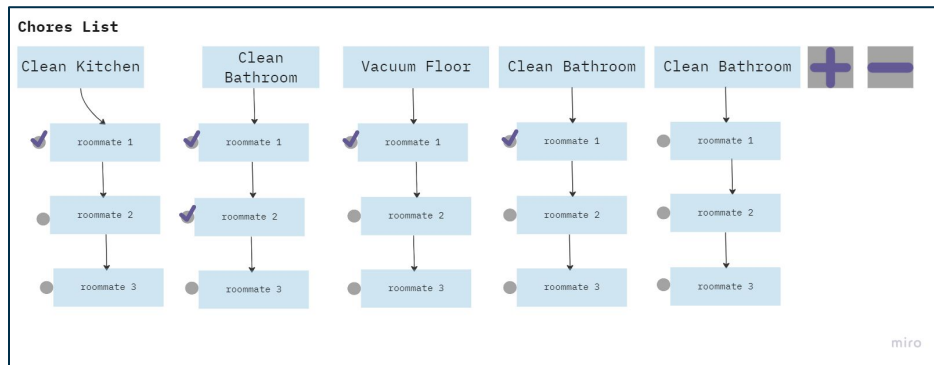 Chores List
Clean Kitchen
Clean
Bathroom
Vacuum Floor
Clean Bathroom
Clean Bathroom
roommate 1
roommate 1
roommate 1
roommate 1
roommate 1
roommate 2
roommate 2
roommate 2
roommate 2
roommate 2
roommate 3
roommate 3
roommate 3
roommate 3
roommate 3
miro